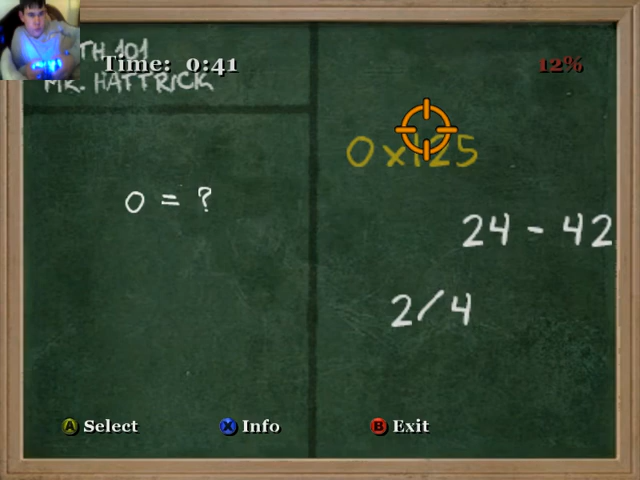 TH 101
Time: 0:41
12%
MR. HATTRICK
0 x 125
0 = ?
24 - 42
2/4
A Select
X Info
B Exit